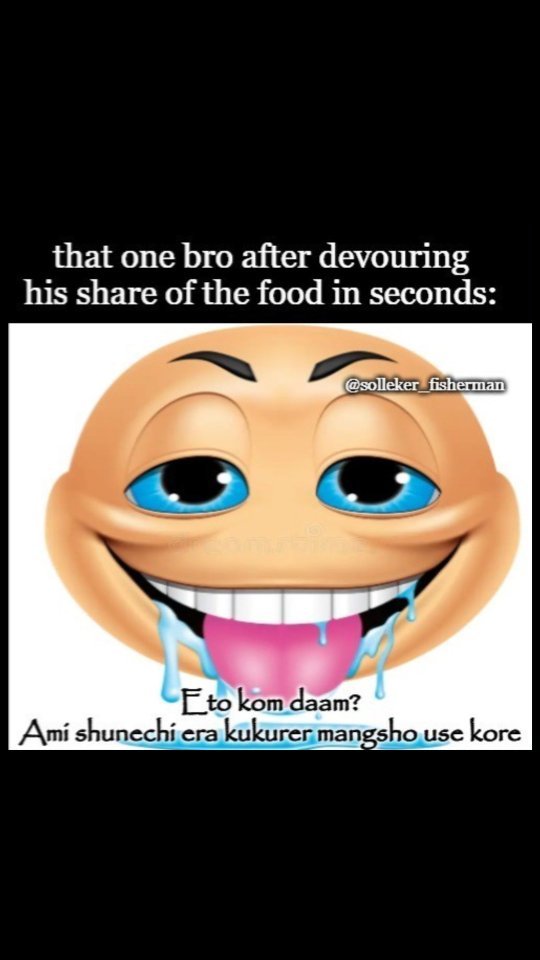 that one bro after devouring
his share of the food in seconds:
@solleker_fisherman
dreamstime
Eto kom daam?
Ami shunechi era kukurer mangsho use kore